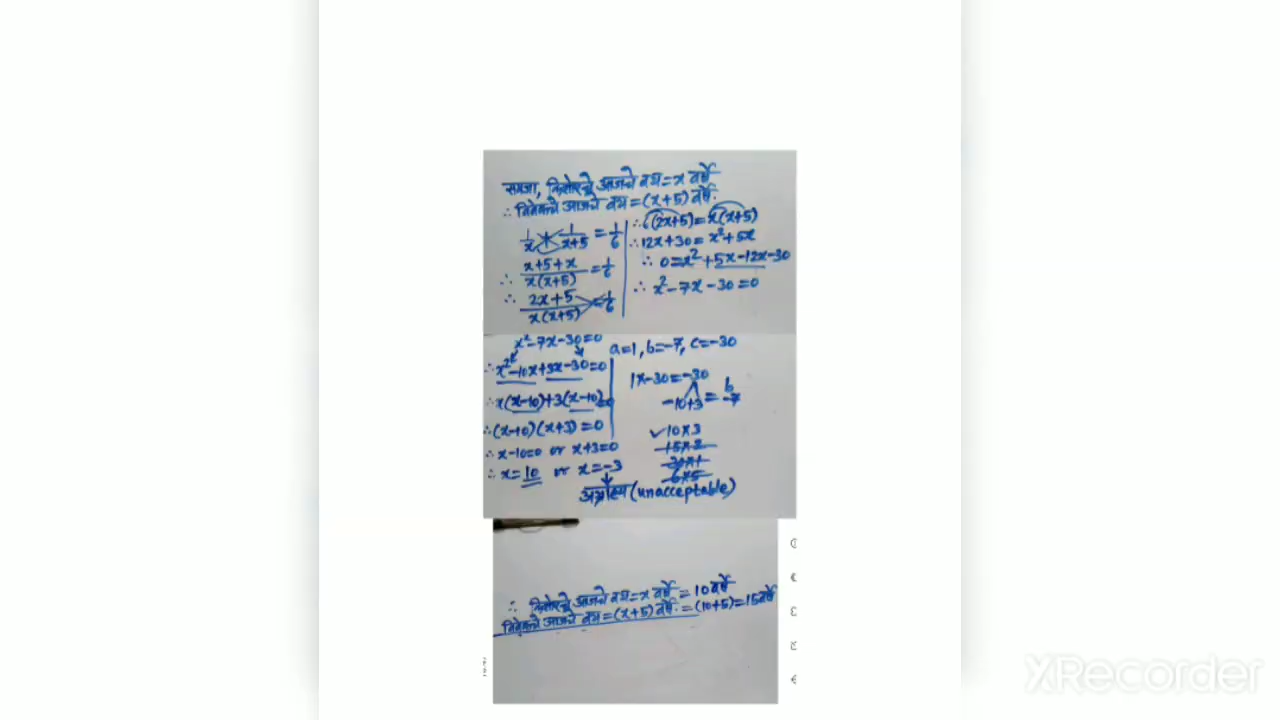 समजा, किशोरचे आजचे वय = x वर्षे
∴ विवेकचे आजचे वय = (x+5) वर्षे.
1/x + 1/(x+5) = 1/6
∴ (x+5+x)/(x(x+5)) = 1/6
∴ (2x+5)/(x(x+5)) = 1/6
∴ 6(2x+5) = x(x+5)
∴ 12x+30 = x²+5x
∴ 0 = x²+5x-12x-30
∴ x²-7x-30=0
x²-7x-30=0
∴ x²-10x+3x-30=0
∴ x(x-10)+3(x-10)=0
∴ (x-10)(x+3)=0
∴ x-10=0 or x+3=0
∴ x=10 or x=-3
अग्राह्य (unacceptable)
a=1, b=-7, c=-30
1x-30=-30
-10+3 = b
-7
✓10×3
15×2
30×1
6×5
∴ किशोरचे आजचे वय = x वर्षे = 10 वर्षे
विवेकचे आजचे वय = (x+5) वर्षे. = (10+5) = 15 वर्षे
XRecorder